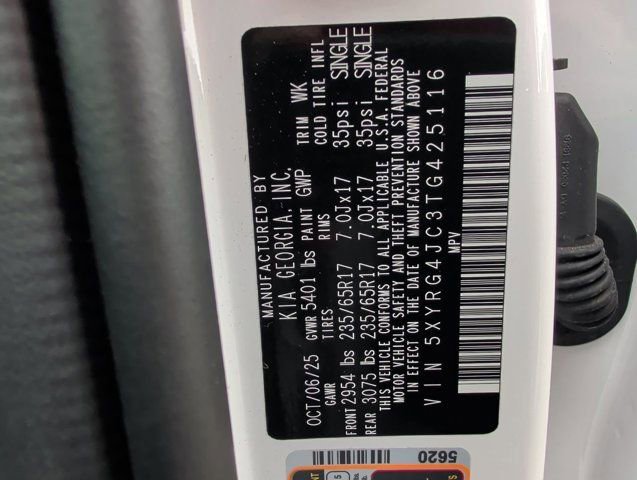 MANUFACTURED BY
KIA GEORGIA, INC.
OCT/06/25 GVWR 5401 lbs PAINT GWP TRIM WK
GAWR TIRES RIMS COLD TIRE INFL
FRONT 2954 lbs 235/65R17 7.0Jx17 35psi SINGLE
REAR 3075 lbs 235/65R17 7.0Jx17 35psi SINGLE
THIS VEHICLE CONFORMS TO ALL APPLICABLE U.S.A. FEDERAL
MOTOR VEHICLE SAFETY AND THEFT PREVENTION STANDARDS
IN EFFECT ON THE DATE OF MANUFACTURE SHOWN ABOVE
VIN 5XYRG4JC3TG425116
MPV
5620